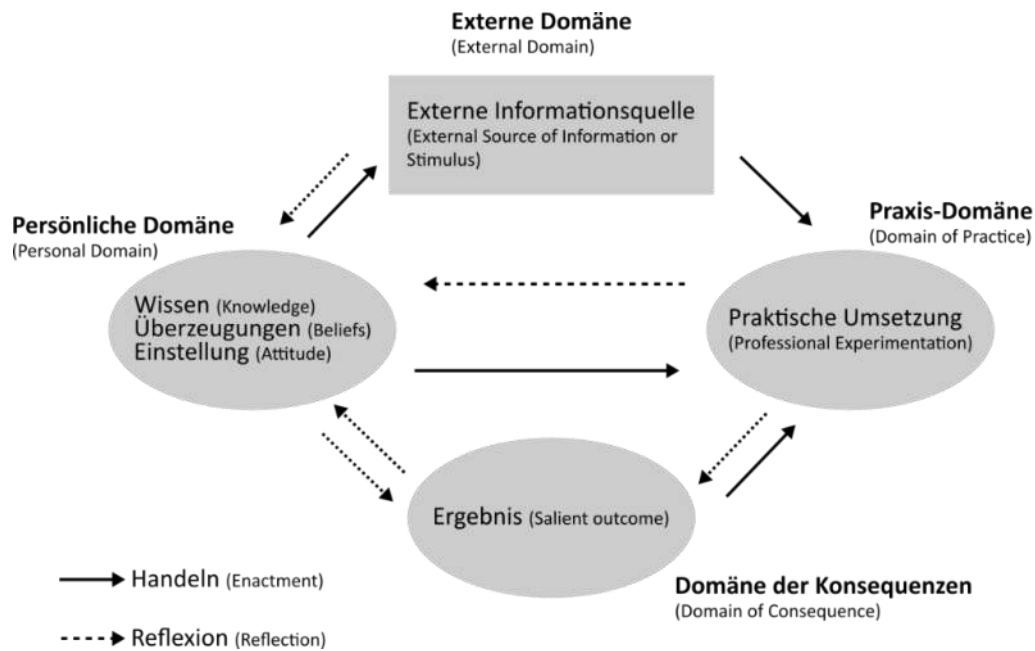 Externe Domäne
(External Domain)
Externe Informationsquelle
(External Source of Information or
Stimulus)
Persönliche Domäne
(Personal Domain)
Praxis-Domäne
(Domain of Practice)
Wissen (Knowledge)
Überzeugungen (Beliefs)
Einstellung (Attitude)
Praktische Umsetzung
(Professional Experimentation)
Ergebnis (Salient outcome)
Handeln (Enactment)
Domäne der Konsequenzen
(Domain of Consequence)
Reflexion (Reflection)